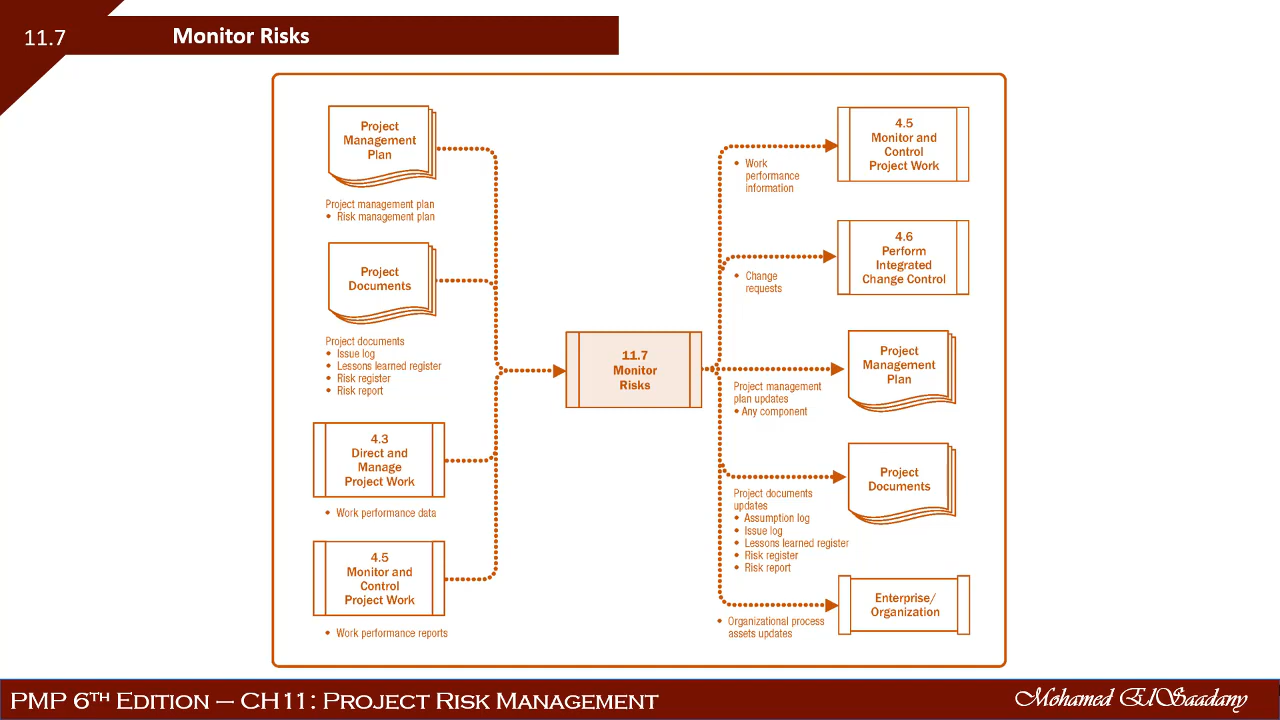 11.7
Monitor Risks
Project
Management
Plan
Project management plan
• Risk management plan
Project
Documents
Project documents
• Issue log
• Lessons learned register
• Risk register
• Risk report
4.3
Direct and
Manage
Project Work
• Work performance data
4.5
Monitor and
Control
Project Work
• Work performance reports
11.7
Monitor
Risks
4.5
Monitor and
Control
Project Work
• Work
performance
information
4.6
Perform
Integrated
Change Control
• Change
requests
Project
Management
Plan
Project management
plan updates
• Any component
Project
Documents
Project documents
updates
• Assumption log
• Issue log
• Lessons learned register
• Risk register
• Risk report
Enterprise/
Organization
• Organizational process
assets updates
PMP 6TH EDITION – CH11: PROJECT RISK MANAGEMENT
Mohamed ElSaadany